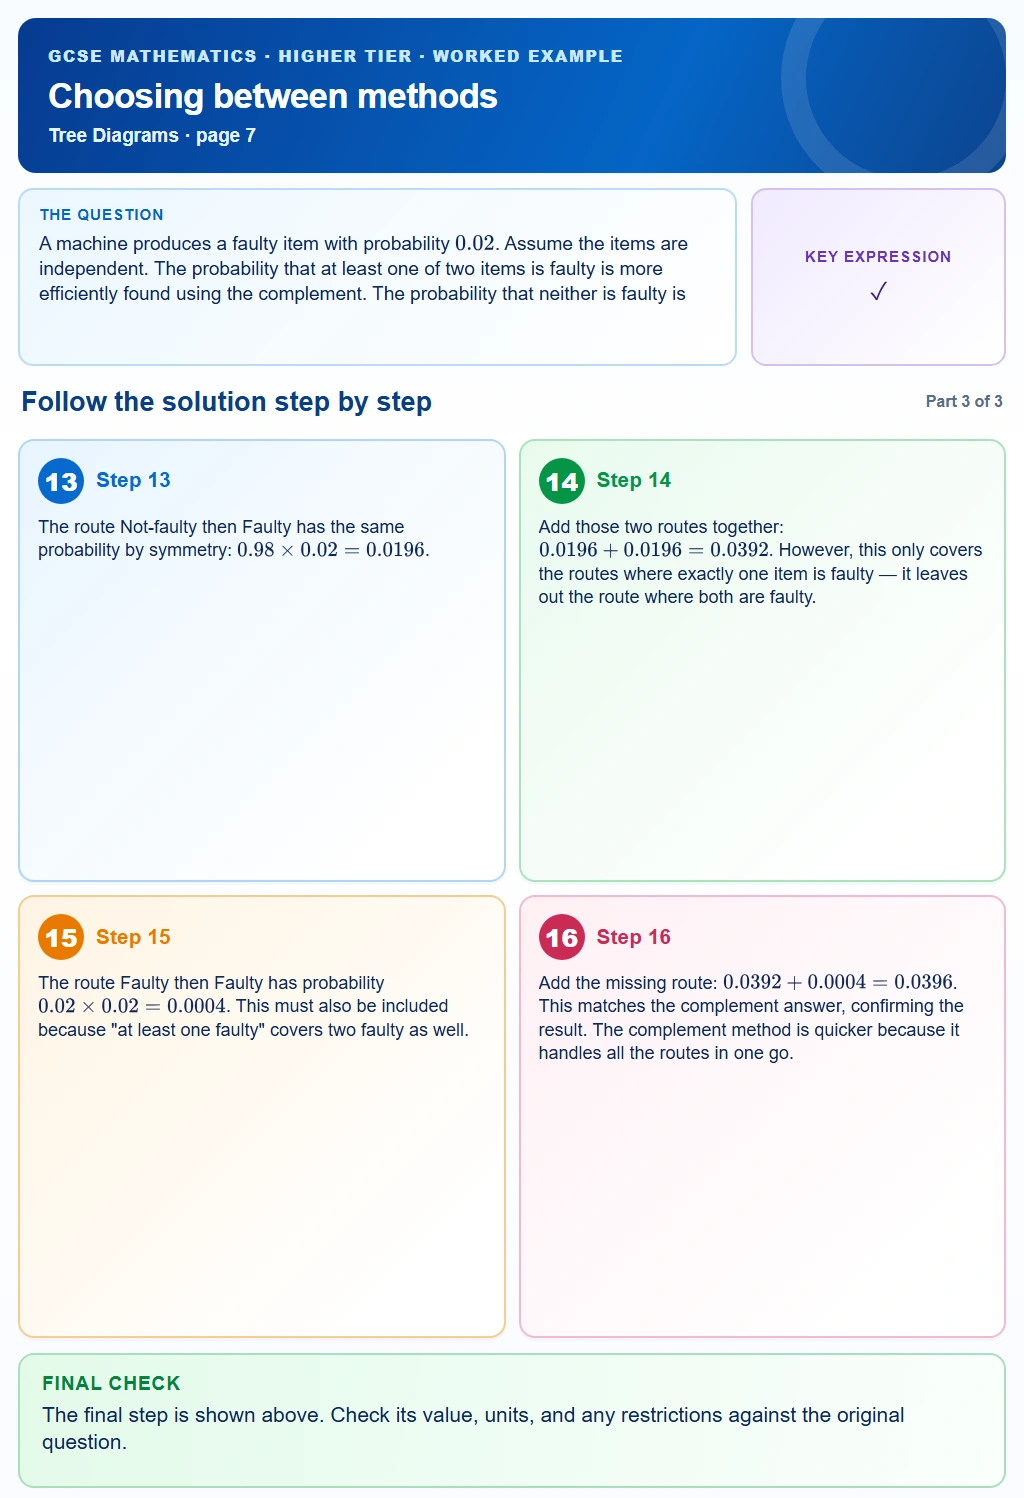 GCSE MATHEMATICS · HIGHER TIER · WORKED EXAMPLE
Choosing between methods
Tree Diagrams · page 7
THE QUESTION
A machine produces a faulty item with probability 0.02. Assume the items are
independent. The probability that at least one of two items is faulty is more
efficiently found using the complement. The probability that neither is faulty is
KEY EXPRESSION
✓
Follow the solution step by step
Part 3 of 3
13 Step 13
The route Not-faulty then Faulty has the same
probability by symmetry: 0.98 × 0.02 = 0.0196.
14 Step 14
Add those two routes together:
0.0196 + 0.0196 = 0.0392. However, this only covers
the routes where exactly one item is faulty — it leaves
out the route where both are faulty.
15 Step 15
The route Faulty then Faulty has probability
0.02 × 0.02 = 0.0004. This must also be included
because "at least one faulty" covers two faulty as well.
16 Step 16
Add the missing route: 0.0392 + 0.0004 = 0.0396.
This matches the complement answer, confirming the
result. The complement method is quicker because it
handles all the routes in one go.
FINAL CHECK
The final step is shown above. Check its value, units, and any restrictions against the original
question.